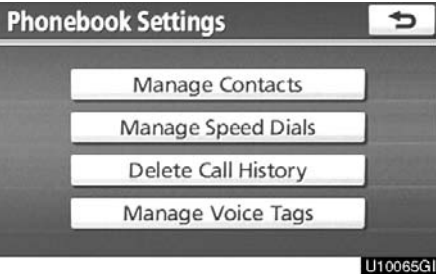 Phonebook Settings
Manage Contacts
Manage Speed Dials
Delete Call History
Manage Voice Tags
U10065GI